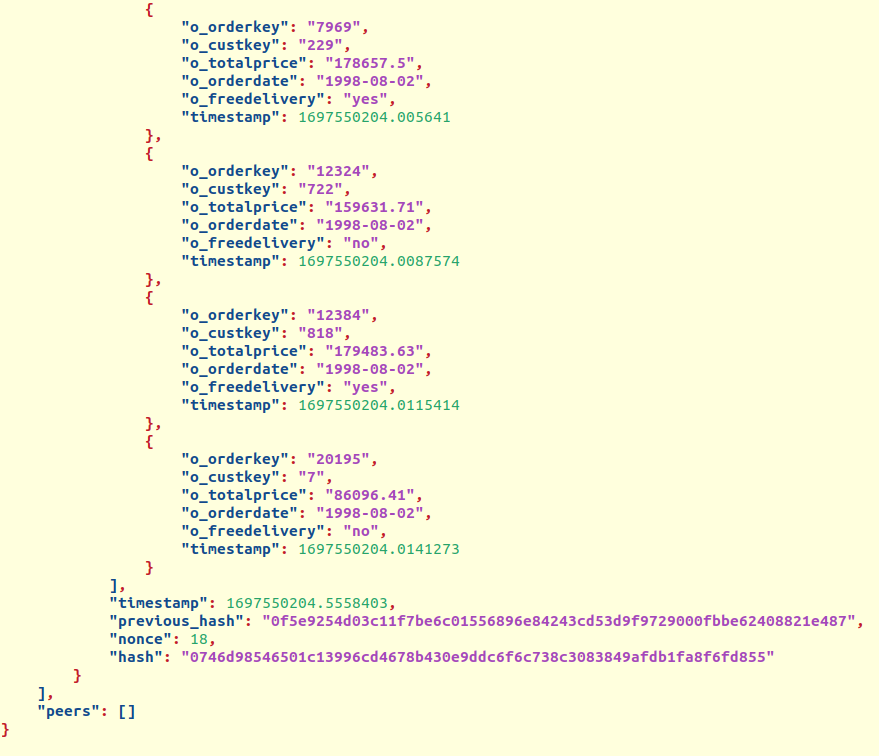 {
"o_orderkey": "7969",
"o_custkey": "229",
"o_totalprice": "178657.5",
"o_orderdate": "1998-08-02",
"o_freedelivery": "yes",
"timestamp": 1697550204.005641
},
{
"o_orderkey": "12324",
"o_custkey": "722",
"o_totalprice": "159631.71",
"o_orderdate": "1998-08-02",
"o_freedelivery": "no",
"timestamp": 1697550204.0087574
},
{
"o_orderkey": "12384",
"o_custkey": "818",
"o_totalprice": "179483.63",
"o_orderdate": "1998-08-02",
"o_freedelivery": "yes",
"timestamp": 1697550204.0115414
},
{
"o_orderkey": "20195",
"o_custkey": "7",
"o_totalprice": "86096.41",
"o_orderdate": "1998-08-02",
"o_freedelivery": "no",
"timestamp": 1697550204.0141273
}
],
"timestamp": 1697550204.5558403,
"previous_hash": "0f5e9254d03c11f7be6c01556896e84243cd53d9f9729000fbbe62408821e487",
"nonce": 18,
"hash": "0746d98546501c13996cd4678b430e9ddc6f6c738c3083849afdb1fa8f6fd855"
}
],
"peers": []
}